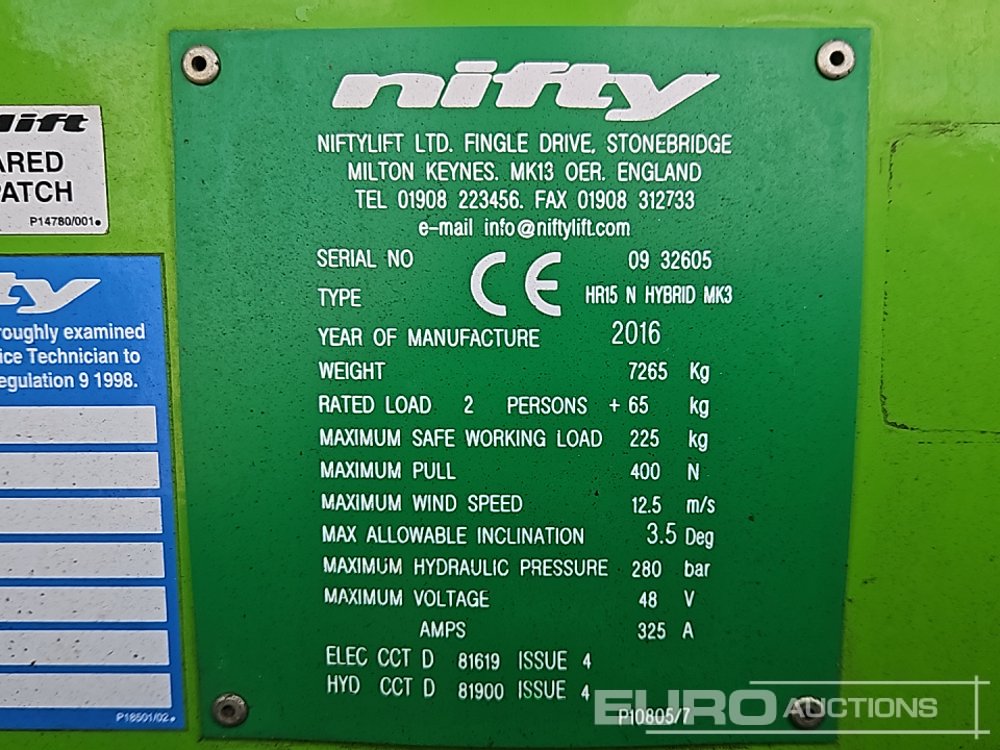 lift
ARED
PATCH
P14780/001
ty
roughly examined
ice Technician to
egulation 9 1998.
P18501/02
nifty
NIFTYLIFT LTD. FINGLE DRIVE, STONEBRIDGE
MILTON KEYNES. MK13 OER. ENGLAND
TEL 01908 223456. FAX 01908 312733
e-mail info@niftylift.com
SERIAL NO CE 09 32605
TYPE HR15 N HYBRID MK3
YEAR OF MANUFACTURE 2016
WEIGHT 7265 Kg
RATED LOAD 2 PERSONS + 65 kg
MAXIMUM SAFE WORKING LOAD 225 kg
MAXIMUM PULL 400 N
MAXIMUM WIND SPEED 12.5 m/s
MAX ALLOWABLE INCLINATION 3.5 Deg
MAXIMUM HYDRAULIC PRESSURE 280 bar
MAXIMUM VOLTAGE 48 V
AMPS 325 A
ELEC CCT D 81619 ISSUE 4
HYD CCT D 81900 ISSUE 4
P10805/7
EURO AUCTIONS